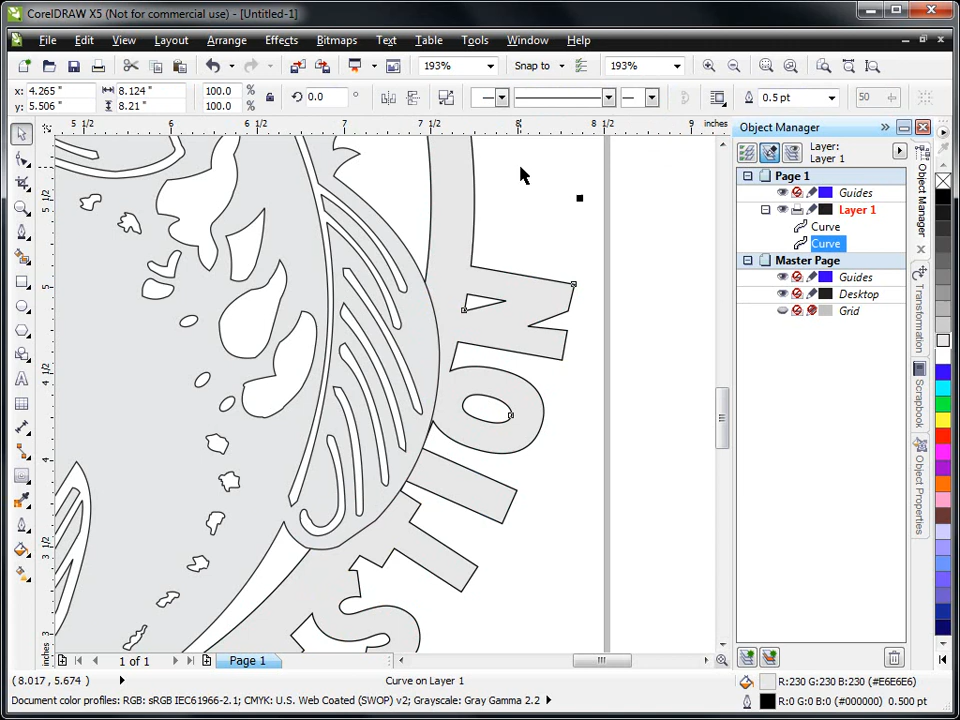 CorelDRAW X5 (Not for commercial use) - [Untitled-1]
File Edit View Layout Arrange Effects Bitmaps Text Table Tools Window Help
193% Snap to 193%
x: 4.265 " 8.124 " 100.0 % 0.0 ° 0.5 pt 50
y: 5.506 " 8.21 " 100.0 %
5 1/2 6 6 1/2 7 7 1/2 8 8 1/2 9 inches
Object Manager
Layer:
Layer 1
Page 1
Guides
Layer 1
Curve
Curve
Master Page
Guides
Desktop
Grid
Object Manager
Transformation
Scrapbook
Object Properties
STION
1 of 1 Page 1
( 8.017 , 5.674 ) Curve on Layer 1 R:230 G:230 B:230 (#E6E6E6)
Document color profiles: RGB: sRGB IEC61966-2.1; CMYK: U.S. Web Coated (SWOP) v2; Grayscale: Gray Gamma 2.2 R:0 G:0 B:0 (#000000) 0.500 pt